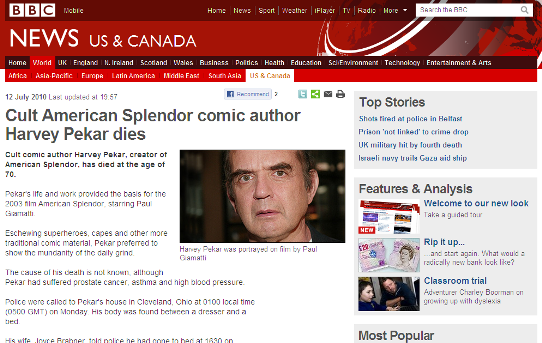 BBC Mobile Home News Sport Weather iPlayer TV Radio More Search the BBC
NEWS US & CANADA
Home World UK England N. Ireland Scotland Wales Business Politics Health Education Sci/Environment Technology Entertainment & Arts
Africa Asia-Pacific Europe Latin America Middle East South Asia US & Canada
12 July 2010 Last updated at 19:57
Recommend 2
Cult American Splendor comic author
Harvey Pekar dies
Cult comic author Harvey Pekar, creator of
American Splendor, has died at the age of
70.
Pekar's life and work provided the basis for the
2003 film American Splendor, starring Paul
Giamatti.
Eschewing superheroes, capes and other more
traditional comic material, Pekar preferred to
show the mundanity of the daily grind.
The cause of his death is not known, although
Pekar had suffered prostate cancer, asthma and high blood pressure.
Police were called to Pekar's house in Cleveland, Ohio at 0100 local time
(0500 GMT) on Monday. His body was found between a dresser and a
bed.
His wife, Joyce Brabner, told police he had gone to bed at 1630 on
Harvey Pekar was portrayed on film by Paul
Giamatti
Top Stories
Shots fired at police in Belfast
Prison 'not linked' to crime drop
UK military hit by fourth death
Israeli navy trails Gaza aid ship
Features & Analysis
NEW
Welcome to our new look
Take a guided tour
£20
Rip it up...
...and start again. What would a
radically new bank look like?
Classroom trial
Adventurer Charley Boorman on
growing up with dyslexia
Most Popular